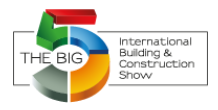 THE BIG 5
International
Building &
Construction
Show